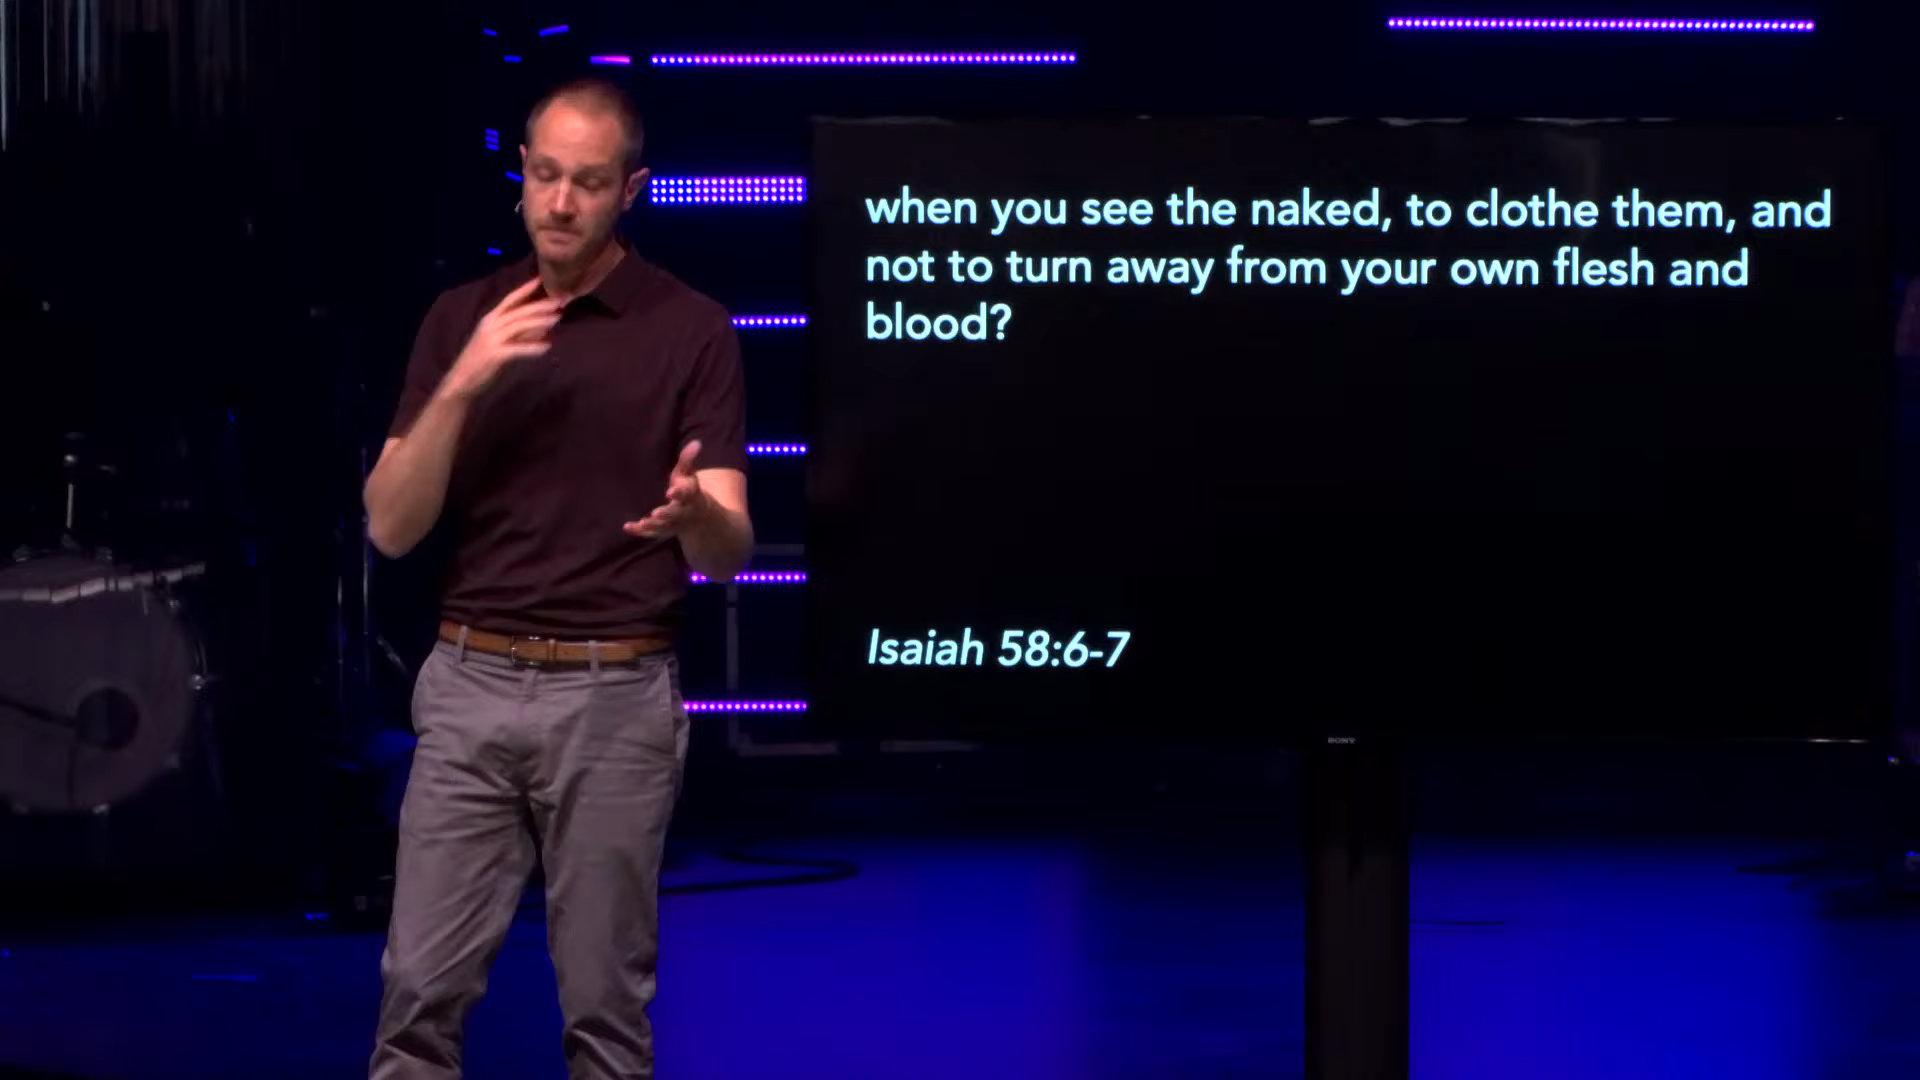 when you see the naked, to clothe them, and
not to turn away from your own flesh and
blood?
Isaiah 58:6-7
SONY